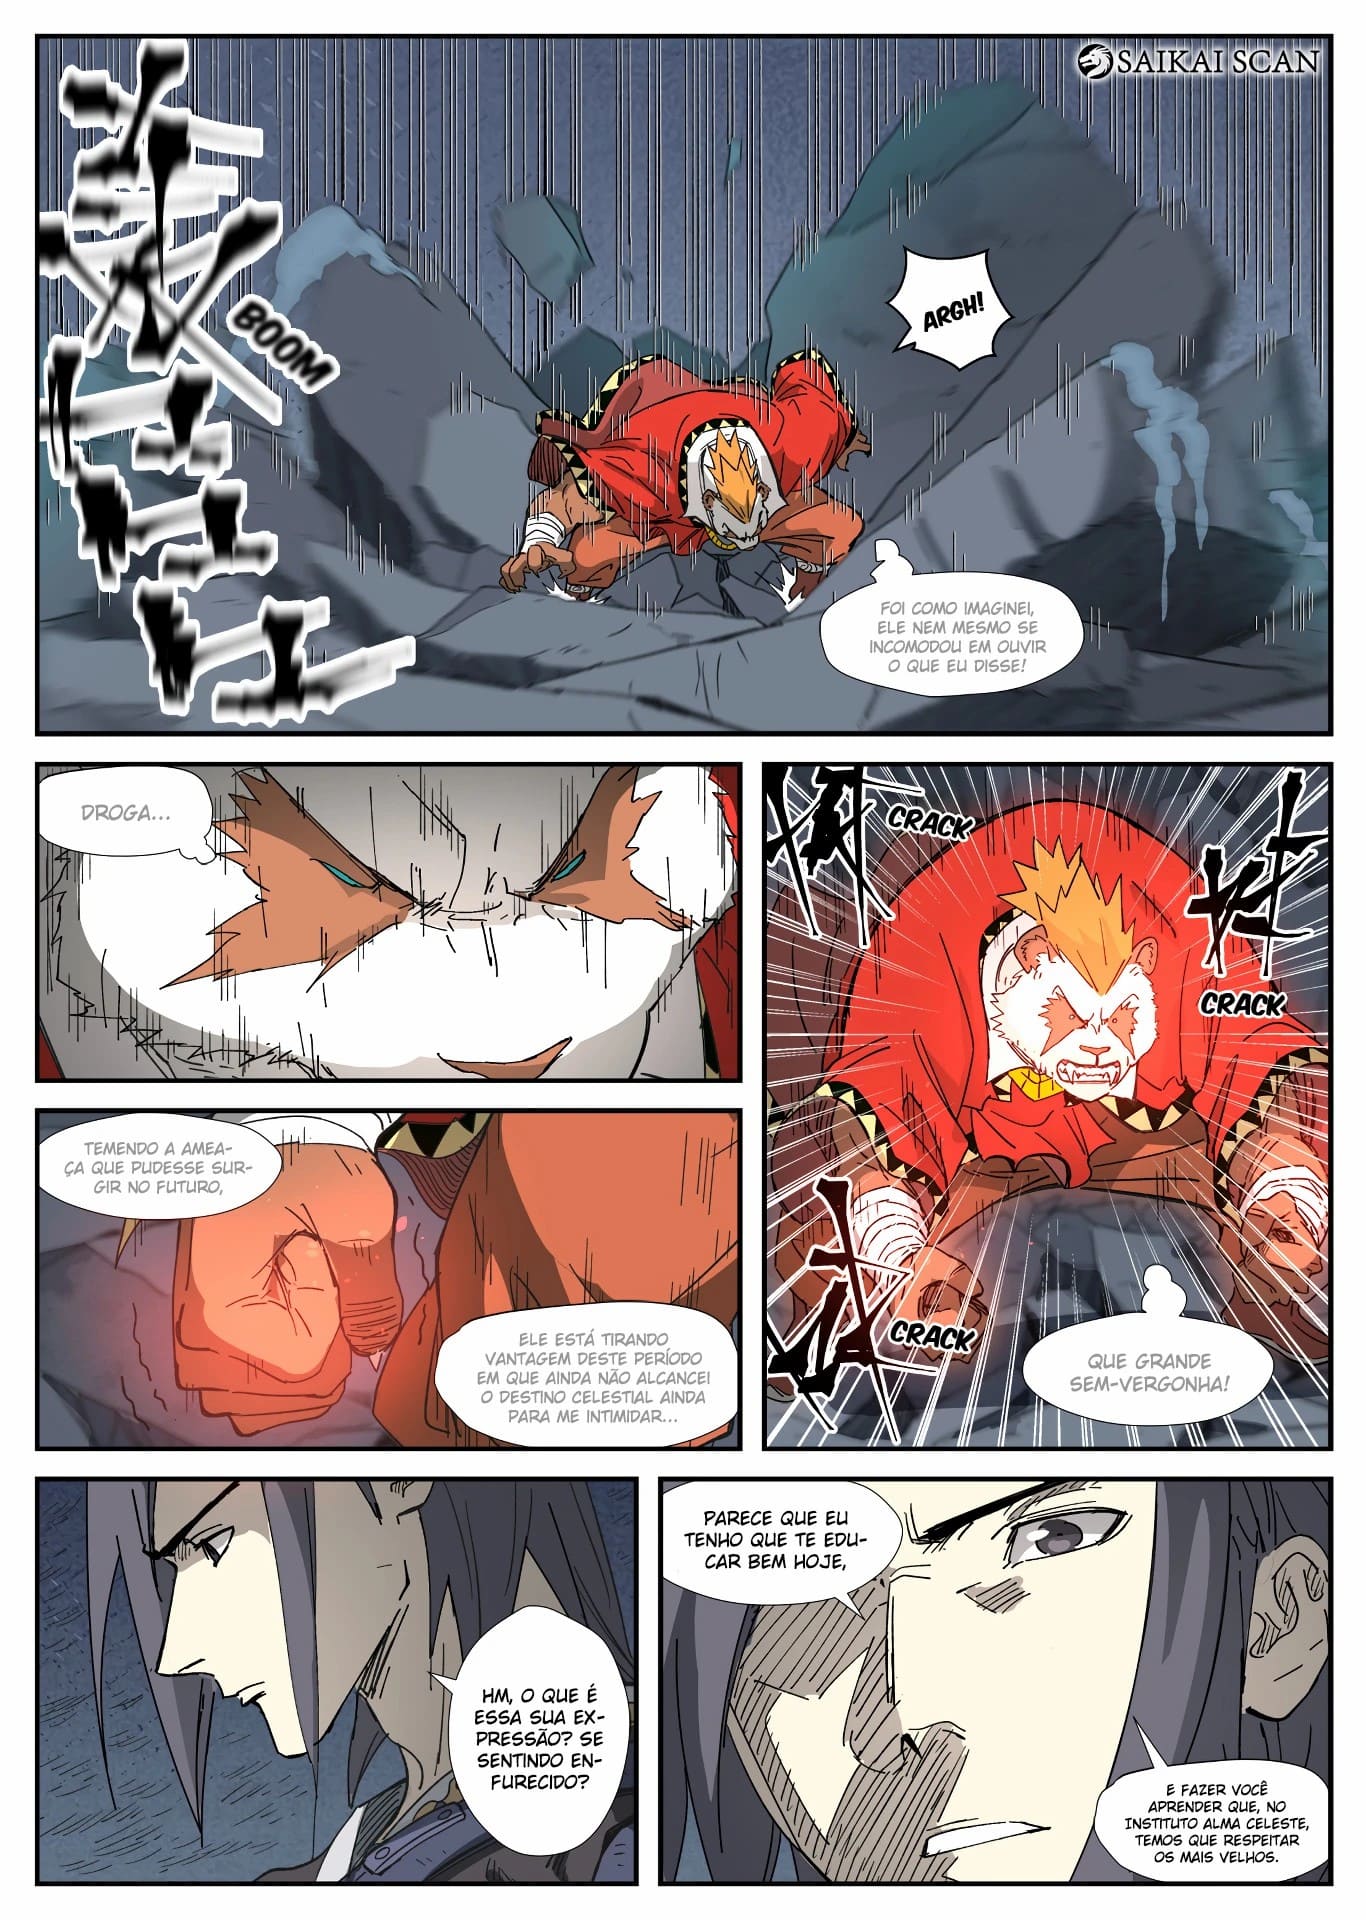 SAIKAI SCAN
BOOM
ARGH!
FOI COMO IMAGINEI,
ELE NEM MESMO SE
INCOMODOU EM OUVIR
O QUE EU DISSE!
DROGA...
CRACK
CRACK
CRACK
QUE GRANDE
SEM-VERGONHA!
TEMENDO A AMEA-
ÇA QUE PUDESSE SUR-
GIR NO FUTURO,
ELE ESTÁ TIRANDO
VANTAGEM DESTE PERÍODO
EM QUE AINDA NÃO ALCANCEI
O DESTINO CELESTIAL AINDA
PARA ME INTIMIDAR...
HM, O QUE É
ESSA SUA EX-
PRESSÃO? SE
SENTINDO EN-
FURECIDO?
PARECE QUE EU
TENHO QUE TE EDU-
CAR BEM HOJE,
E FAZER VOCÊ
APRENDER QUE, NO
INSTITUTO ALMA CELESTE,
TEMOS QUE RESPEITAR
OS MAIS VELHOS.